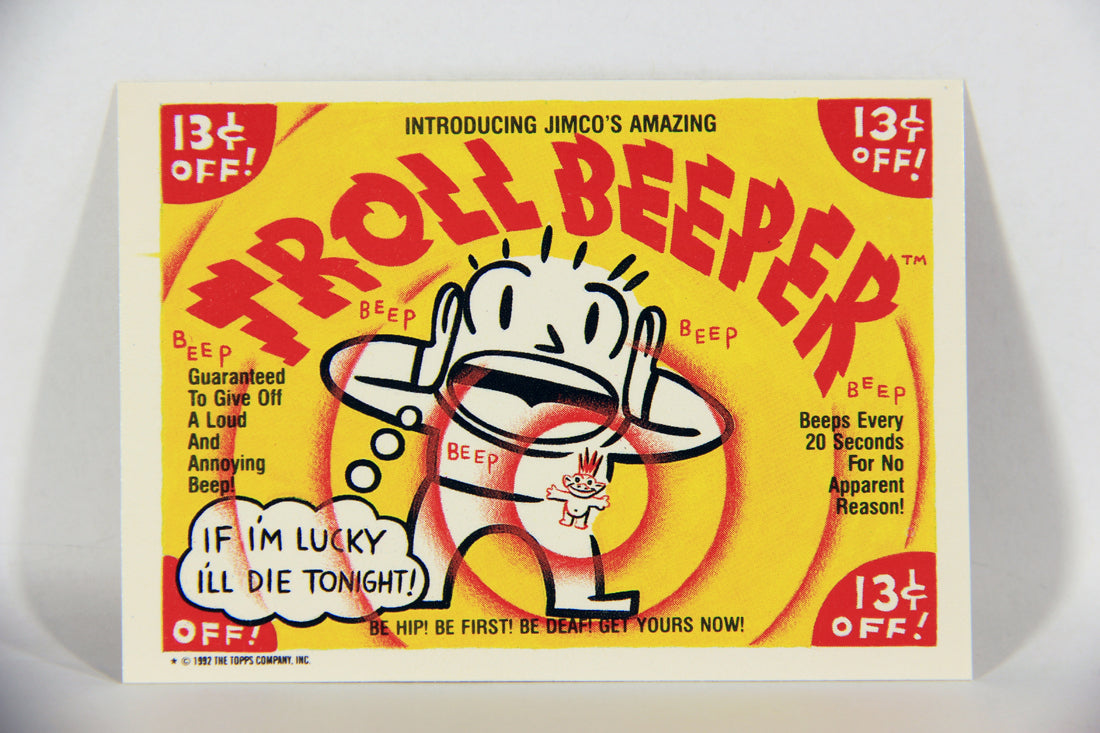 13¢
OFF!
INTRODUCING JIMCO'S AMAZING
13¢
OFF!
TROLL BEEPER™
BEEP
BEEP
BEEP
BEEP
Guaranteed
To Give Off
A Loud
And
Annoying
Beep!
BEEP
Beeps Every
20 Seconds
For No
Apparent
Reason!
IF I'M LUCKY
I'LL DIE TONIGHT!
OFF!
13¢
OFF!
BE HIP! BE FIRST! BE DEAF! GET YOURS NOW!
★ © 1992 THE TOPPS COMPANY, INC.